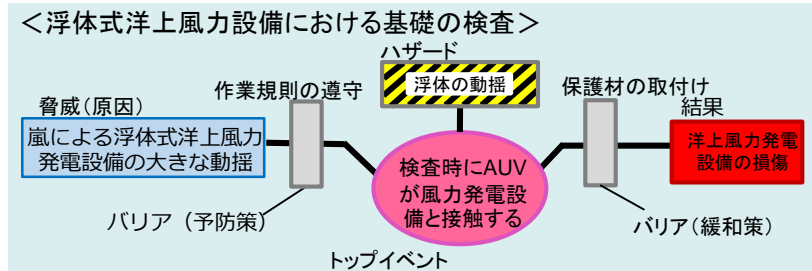 ＜浮体式洋上風力設備における基礎の検査＞
ハザード
浮体の動揺
作業規則の遵守
保護材の取付け
脅威（原因）
結果
嵐による浮体式洋上風力
発電設備の大きな動揺
洋上風力発電
設備の損傷
検査時にAUV
が風力発電設
備と接触する
バリア（予防策）
バリア（緩和策）
トップイベント